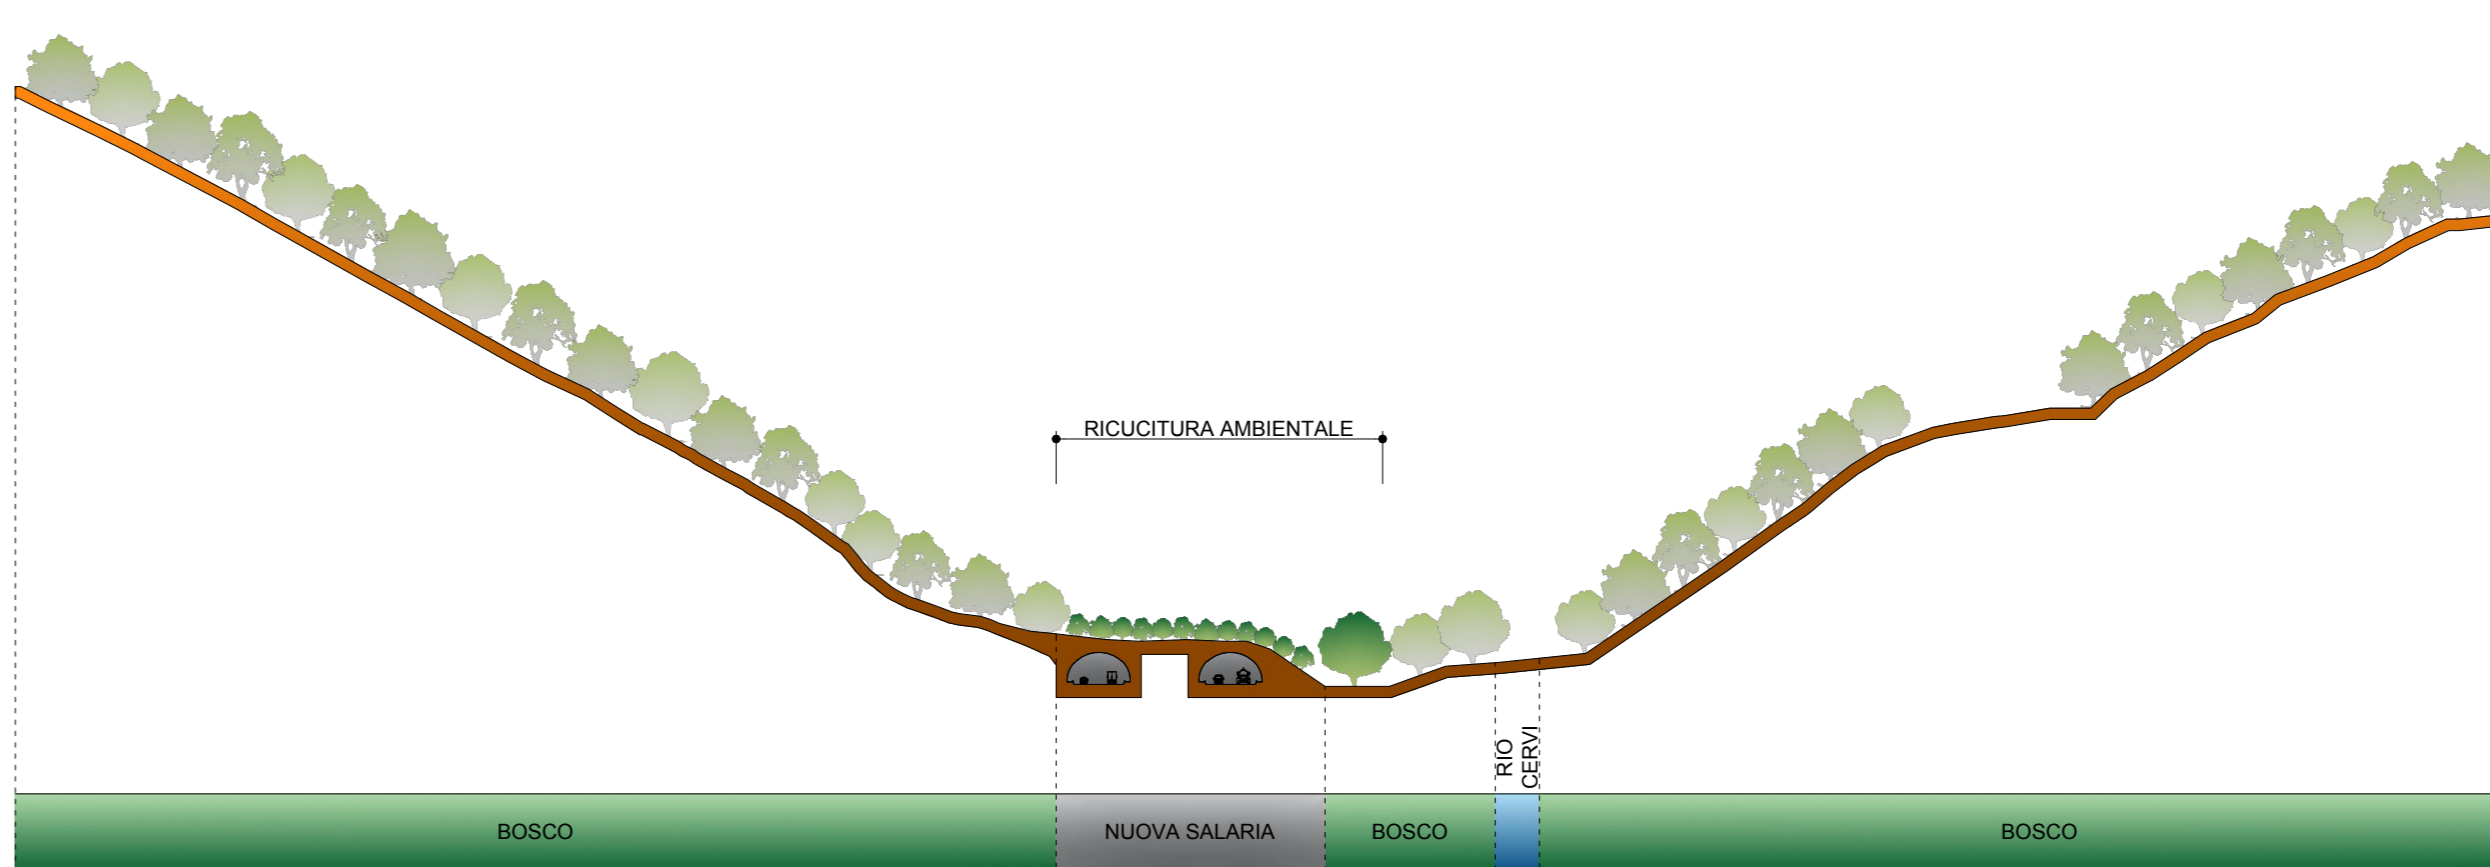 RICUCITURA AMBIENTALE
RIO
CERVI
BOSCO
NUOVA SALARIA
BOSCO
BOSCO